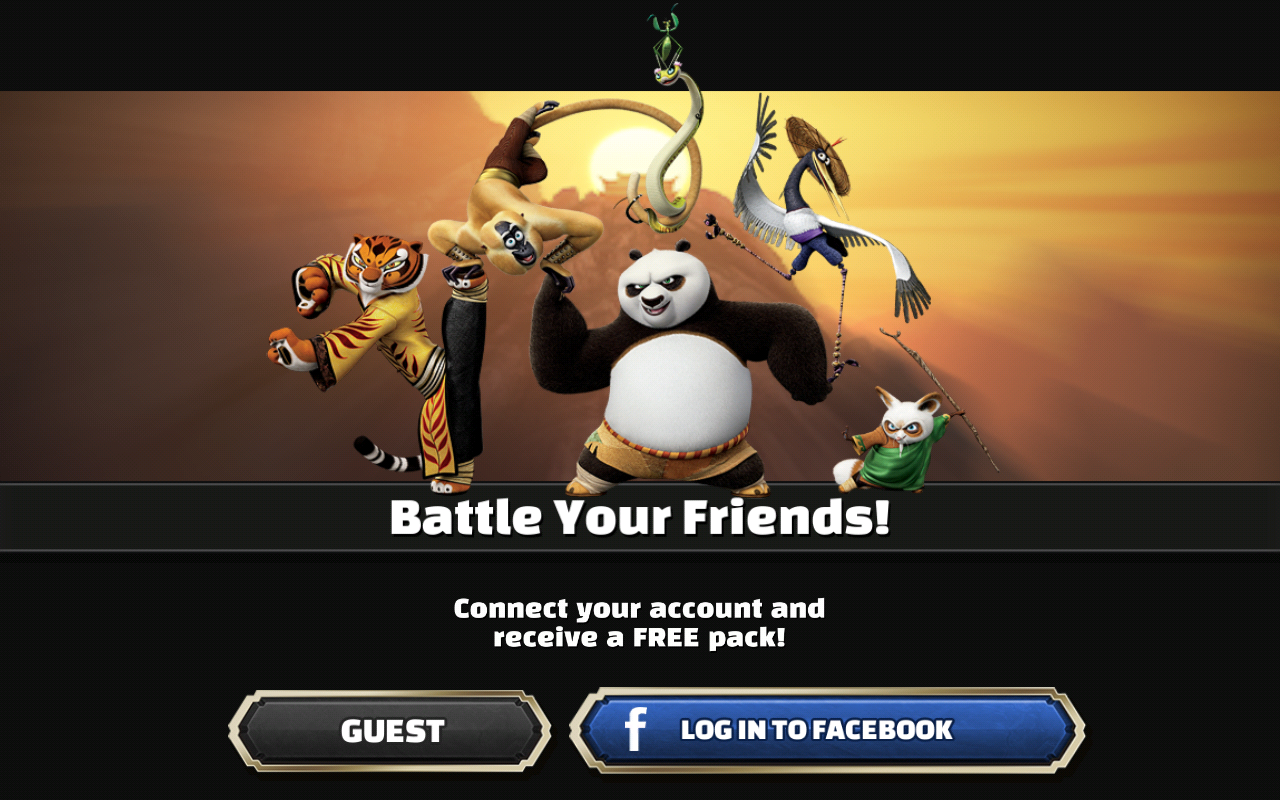 Battle Your Friends!
Connect your account and
receive a FREE pack!
GUEST
f LOG IN TO FACEBOOK